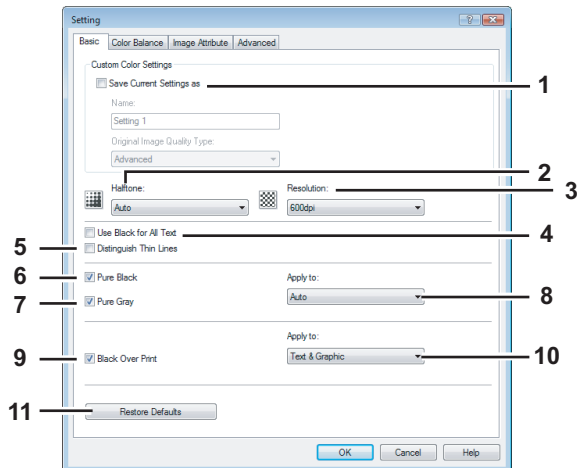 Setting
Basic Color Balance Image Attribute Advanced
Custom Color Settings
Save Current Settings as 1
Name:
Setting 1
Original Image Quality Type:
Advanced
2
Halftone: Resolution: 3
Auto 600dpi
Use Black for All Text 4
5 Distinguish Thin Lines
6 Pure Black Apply to:
7 Pure Gray Auto 8
Apply to:
9 Black Over Print Text & Graphic 10
11 Restore Defaults
OK Cancel Help